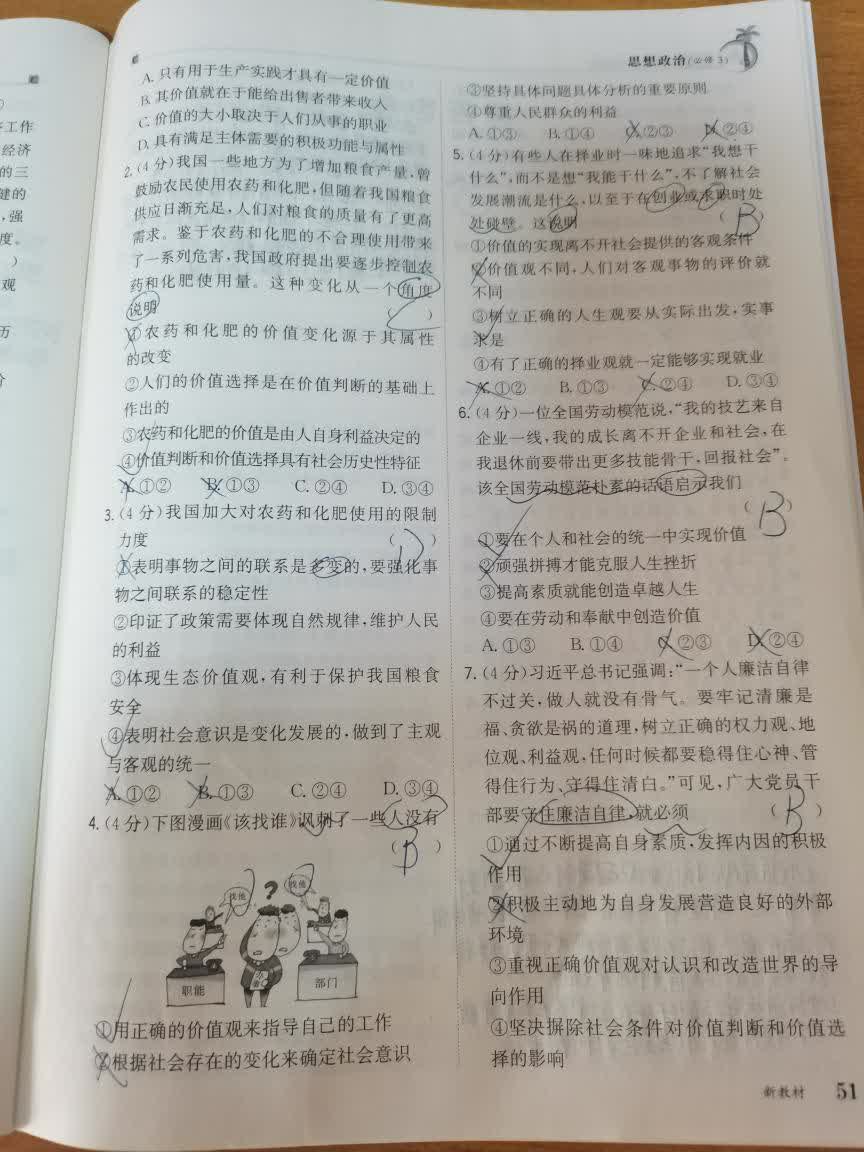 工作
经济
的三
健的
,强
度。
)
观
历
思想政治(必修3)
A. 只有用于生产实践才具有一定价值
B. 其价值就在于能给出售者带来收入
C. 价值的大小取决于人们从事的职业
D. 具有满足主体需要的积极功能与属性
2. (4分)我国一些地方为了增加粮食产量,曾
鼓励农民使用农药和化肥,但随着我国粮食
供应日渐充足,人们对粮食的质量有了更高
需求。鉴于农药和化肥的不合理使用带来
了一系列危害,我国政府提出要逐步控制农
药和化肥使用量。这种变化从一个角度
说明 ( )
①农药和化肥的价值变化源于其属性
的改变
②人们的价值选择是在价值判断的基础上
作出的
③农药和化肥的价值是由人自身利益决定的
④价值判断和价值选择具有社会历史性特征
A. ①② B. ①③ C. ②④ D. ③④
3. (4分)我国加大对农药和化肥使用的限制
力度 ( D )
①表明事物之间的联系是多变的,要强化事
物之间联系的稳定性
②印证了政策需要体现自然规律,维护人民
的利益
③体现生态价值观,有利于保护我国粮食
安全
④表明社会意识是变化发展的,做到了主观
与客观的统一
A. ①② B. ①③ C. ②④ D. ③④
4. (4分)下图漫画《该找谁》讽刺了一些人没有
( B )
找他
?
找他
职能
部门
①用正确的价值观来指导自己的工作
②根据社会存在的变化来确定社会意识
③坚持具体问题具体分析的重要原则
④尊重人民群众的利益
A. ①③ B. ①④ C. ②③ D. ②④
5. (4分)有些人在择业时一味地追求“我想干
什么”,而不是想“我能干什么”,不了解社会
发展潮流是什么,以至于在创业或求职时处
处碰壁。这说明 ( B )
①价值的实现离不开社会提供的客观条件
②价值观不同,人们对客观事物的评价就
不同
③树立正确的人生观要从实际出发,实事
求是
④有了正确的择业观就一定能够实现就业
A. ①② B. ①③ C. ②④ D. ③④
6. (4分)一位全国劳动模范说,“我的技艺来自
企业一线,我的成长离不开企业和社会,在
我退休前要带出更多技能骨干,回报社会”。
该全国劳动模范朴素的话语启示我们
( B )
①要在个人和社会的统一中实现价值
②顽强拼搏才能克服人生挫折
③提高素质就能创造卓越人生
④要在劳动和奉献中创造价值
A. ①③ B. ①④ C. ②③ D. ②④
7. (4分)习近平总书记强调:“一个人廉洁自律
不过关,做人就没有骨气。要牢记清廉是
福、贪欲是祸的道理,树立正确的权力观、地
位观、利益观,任何时候都要稳得住心神、管
得住行为、守得住清白。”可见,广大党员干
部要守住廉洁自律,就必须 ( B )
①通过不断提高自身素质,发挥内因的积极
作用
②积极主动地为自身发展营造良好的外部
环境
③重视正确价值观对认识和改造世界的导
向作用
④坚决摒除社会条件对价值判断和价值选
择的影响
新教材 51